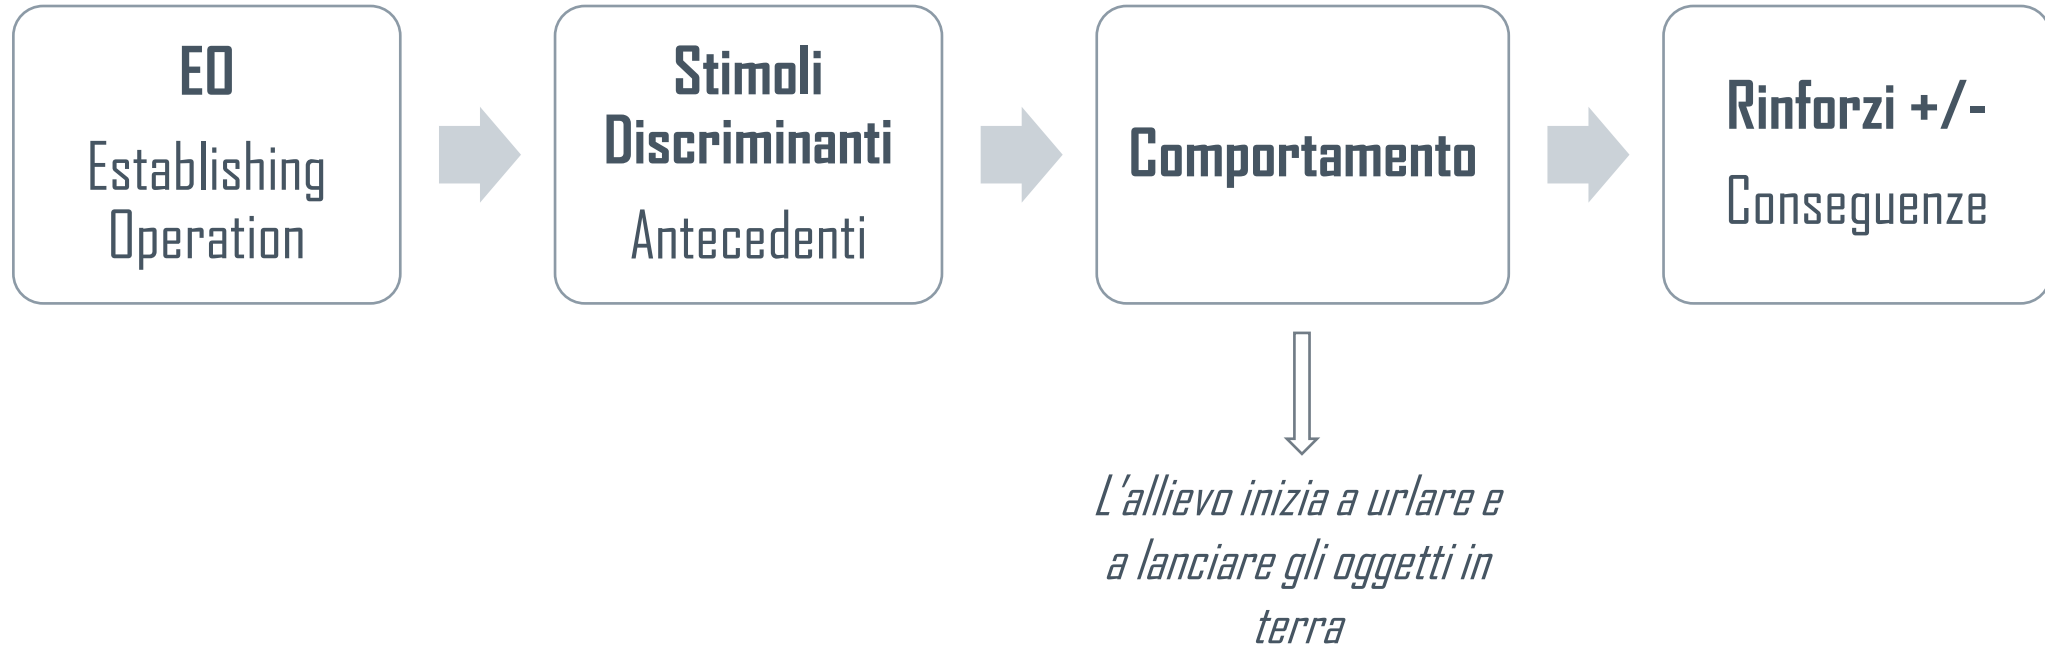 EO
Establishing
Operation
Stimoli
Discriminanti
Antecedenti
Comportamento
Rinforzi +/-
Conseguenze
L'allievo inizia a urlare e
a lanciare gli oggetti in
terra